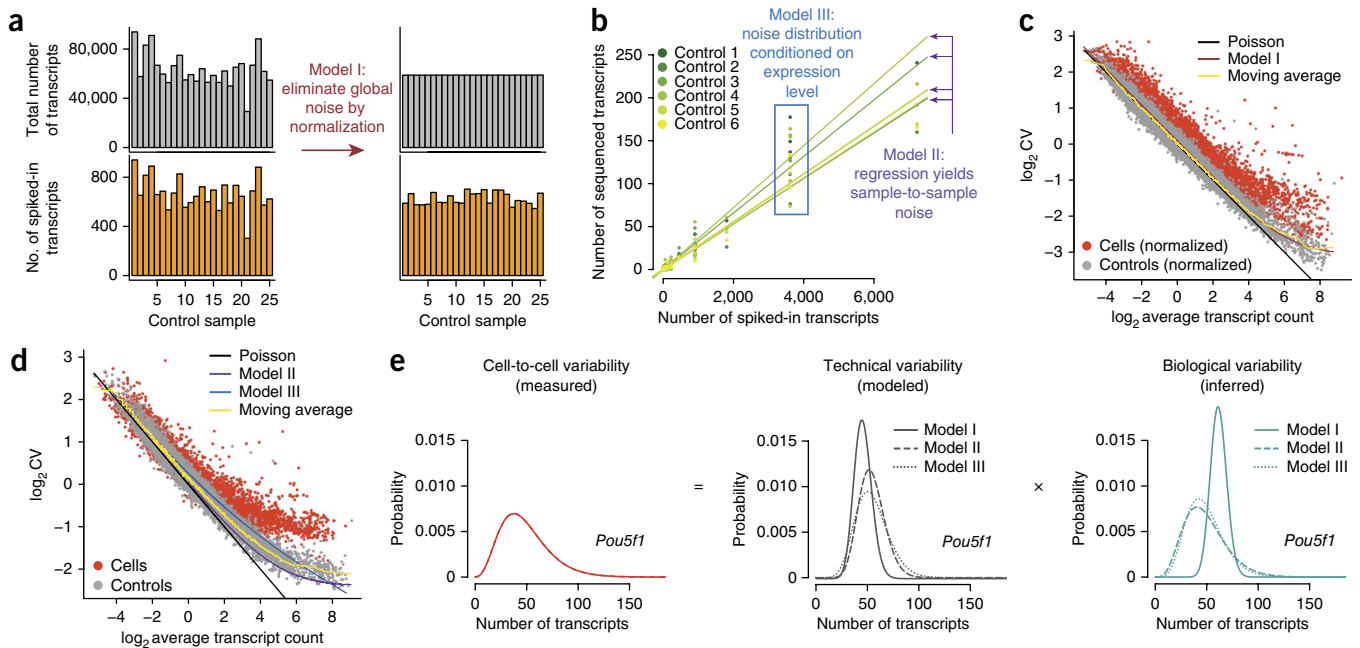 a
Total number
of transcripts
80,000
40,000
0
Model I:
eliminate global
noise by
normalization
No. of spiked-in
transcripts
800
400
0
5 10 15 20 25
Control sample
5 10 15 20 25
Control sample
b
Model III:
noise distribution
conditioned on
expression
level
Number of sequenced transcripts
250
200
150
100
50
0
Control 1
Control 2
Control 3
Control 4
Control 5
Control 6
Model II:
regression yields
sample-to-sample
noise
0 2,000 4,000 6,000
Number of spiked-in transcripts
c
log2 CV
3
2
1
0
−1
−2
−3
Poisson
Model I
Moving average
Cells (normalized)
Controls (normalized)
−4 −2 0 2 4 6 8
log2 average transcript count
d
log2 CV
3
2
1
0
−1
−2
Poisson
Model II
Model III
Moving average
Cells
Controls
−4 −2 0 2 4 6 8
log2 average transcript count
e
Cell-to-cell variability
(measured)
Probability
0.015
0.010
0.005
0
Pou5f1
0 50 100 150
Number of transcripts
=
Technical variability
(modeled)
Probability
0.015
0.010
0.005
0
Model I
Model II
Model III
Pou5f1
0 50 100 150
Number of transcripts
×
Biological variability
(inferred)
Probability
0.015
0.010
0.005
0
Model I
Model II
Model III
Pou5f1
0 50 100 150
Number of transcripts